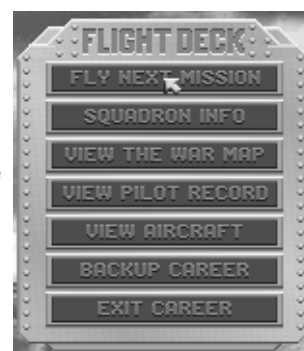 FLIGHT DECK
FLY NEXT MISSION
SQUADRON INFO
VIEW THE WAR MAP
VIEW PILOT RECORD
VIEW AIRCRAFT
BACKUP CAREER
EXIT CAREER